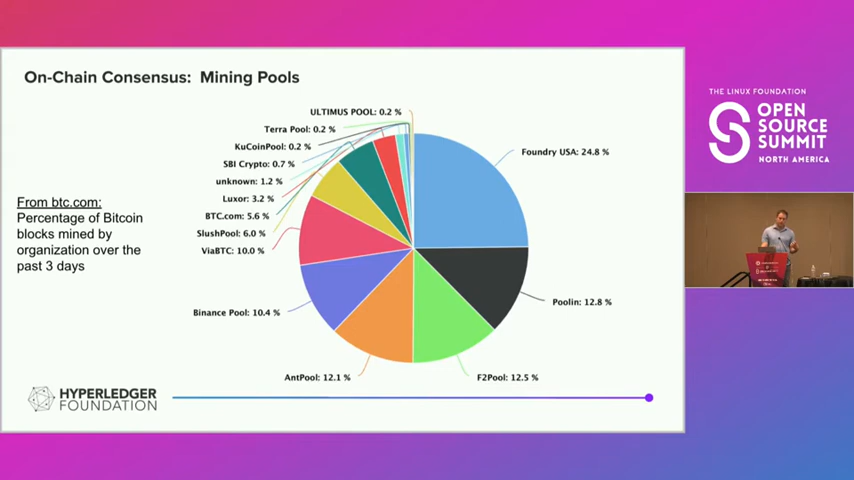 On-Chain Consensus: Mining Pools
From btc.com:
Percentage of Bitcoin
blocks mined by
organization over the
past 3 days
ULTIMUS POOL: 0.2 %
Terra Pool: 0.2 %
KuCoinPool: 0.2 %
SBI Crypto: 0.7 %
unknown: 1.2 %
Luxor: 3.2 %
BTC.com: 5.6 %
SlushPool: 6.0 %
ViaBTC: 10.0 %
Binance Pool: 10.4 %
AntPool: 12.1 %
F2Pool: 12.5 %
Poolin: 12.8 %
Foundry USA: 24.8 %
HYPERLEDGER
FOUNDATION
THE LINUX FOUNDATION
OPEN
SOURCE
SUMMIT
NORTH AMERICA